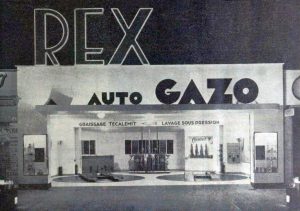 REX
AUTO GAZO
GRAISSAGE TECALEMIT
LAVAGE SOUS PRESSION